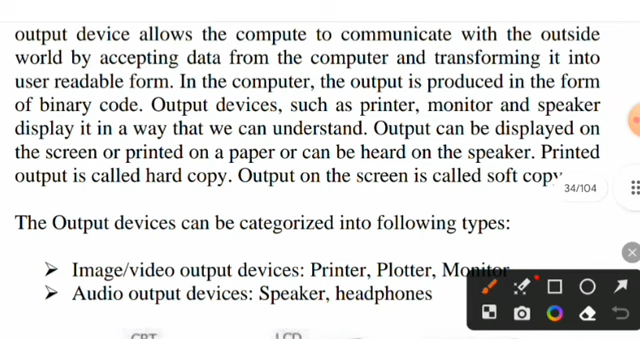 output device allows the compute to communicate with the outside
world by accepting data from the computer and transforming it into
user readable form. In the computer, the output is produced in the form
of binary code. Output devices, such as printer, monitor and speaker
display it in a way that we can understand. Output can be displayed on
the screen or printed on a paper or can be heard on the speaker. Printed
output is called hard copy. Output on the screen is called soft copy
34/104
The Output devices can be categorized into following types:
➤ Image/video output devices: Printer, Plotter, Monitor
➤ Audio output devices: Speaker, headphones
CRT LCD